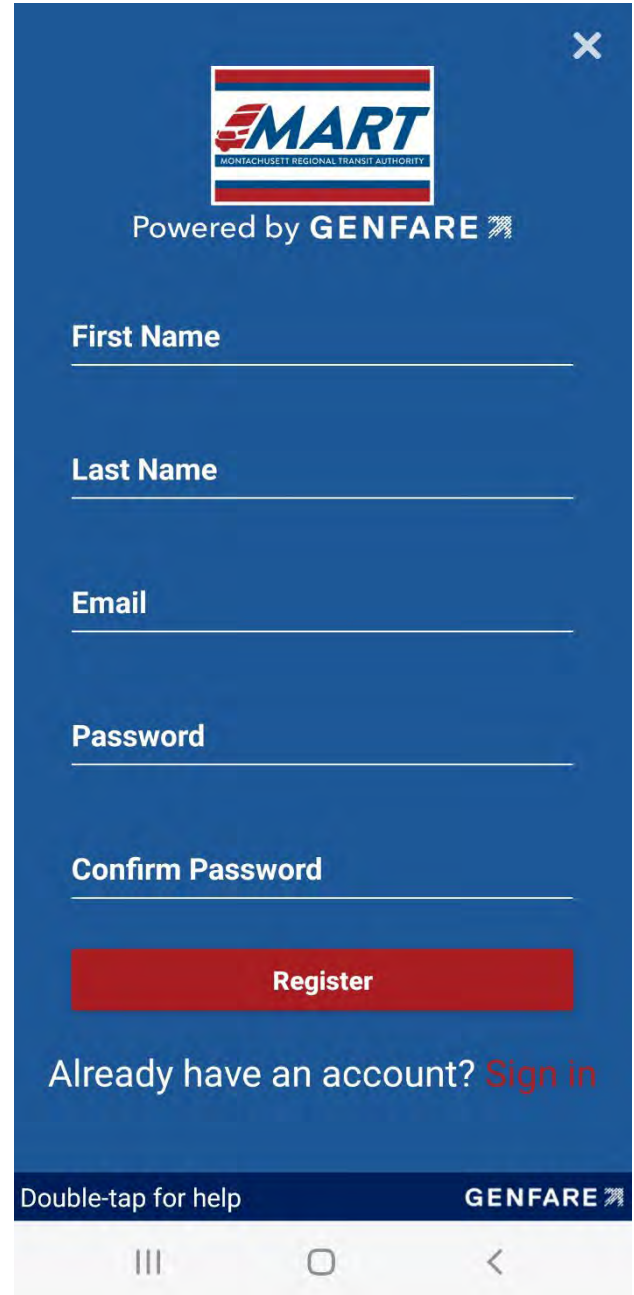 MART
MONTACHUSETT REGIONAL TRANSIT AUTHORITY
Powered by GENFARE
First Name
Last Name
Email
Password
Confirm Password
Register
Already have an account? Sign in
Double-tap for help GENFARE